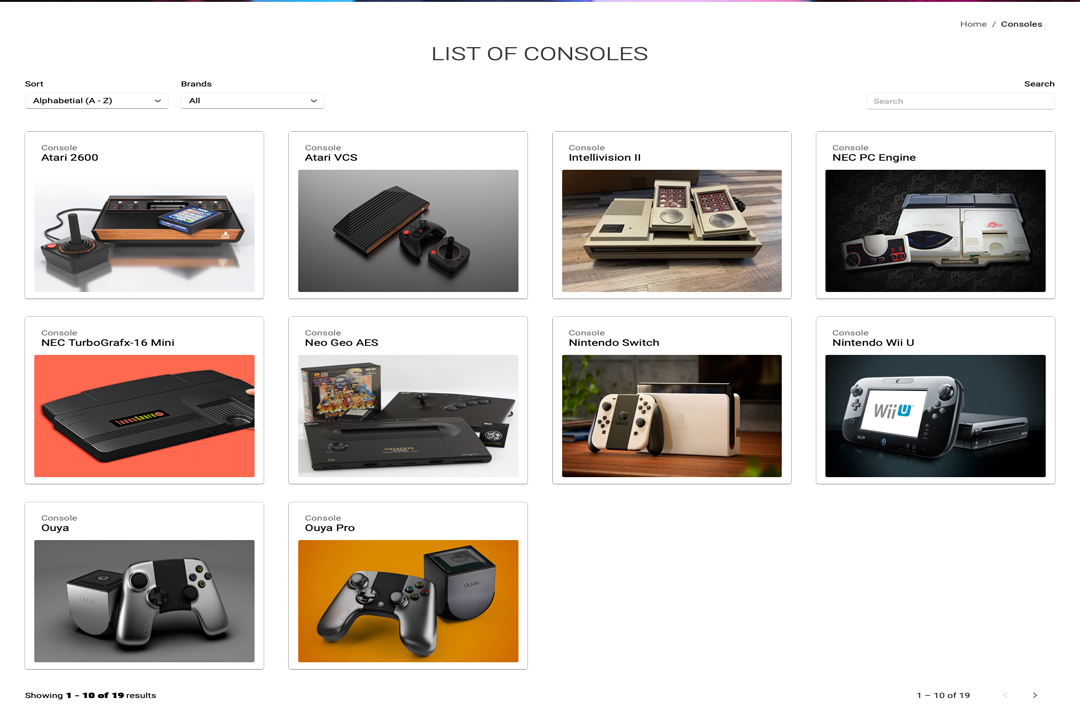 Home / Consoles
LIST OF CONSOLES
Sort
Brands
Search
Alphabetial (A - Z)
All
Search
Console
Atari 2600
Console
Atari VCS
Console
Intellivision II
Console
NEC PC Engine
Console
NEC TurboGrafx-16 Mini
Console
Neo Geo AES
Console
Nintendo Switch
Console
Nintendo Wii U
Wii U
Console
Ouya
Console
Ouya Pro
OUYA
Showing 1 - 10 of 19 results
1 – 10 of 19